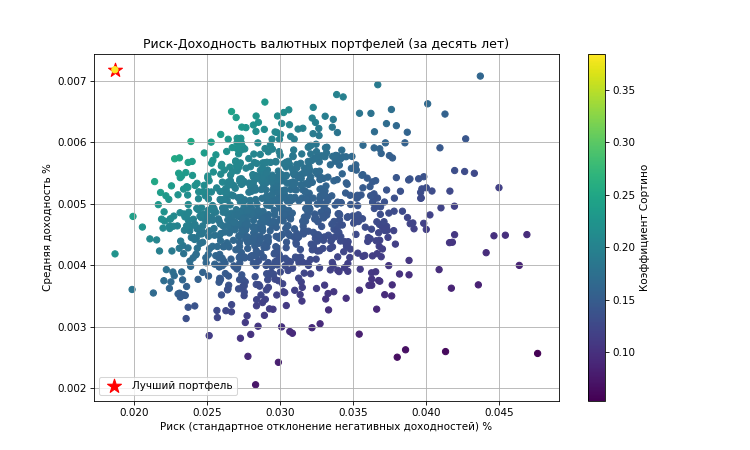 Риск-Доходность валютных портфелей (за десять лет)
0.007
0.006
0.005
0.004
0.003
0.002
Средняя доходность %
Лучший портфель
0.020 0.025 0.030 0.035 0.040 0.045
Риск (стандартное отклонение негативных доходностей) %
0.35
0.30
0.25
0.20
0.15
0.10
Коэффициент Сортино